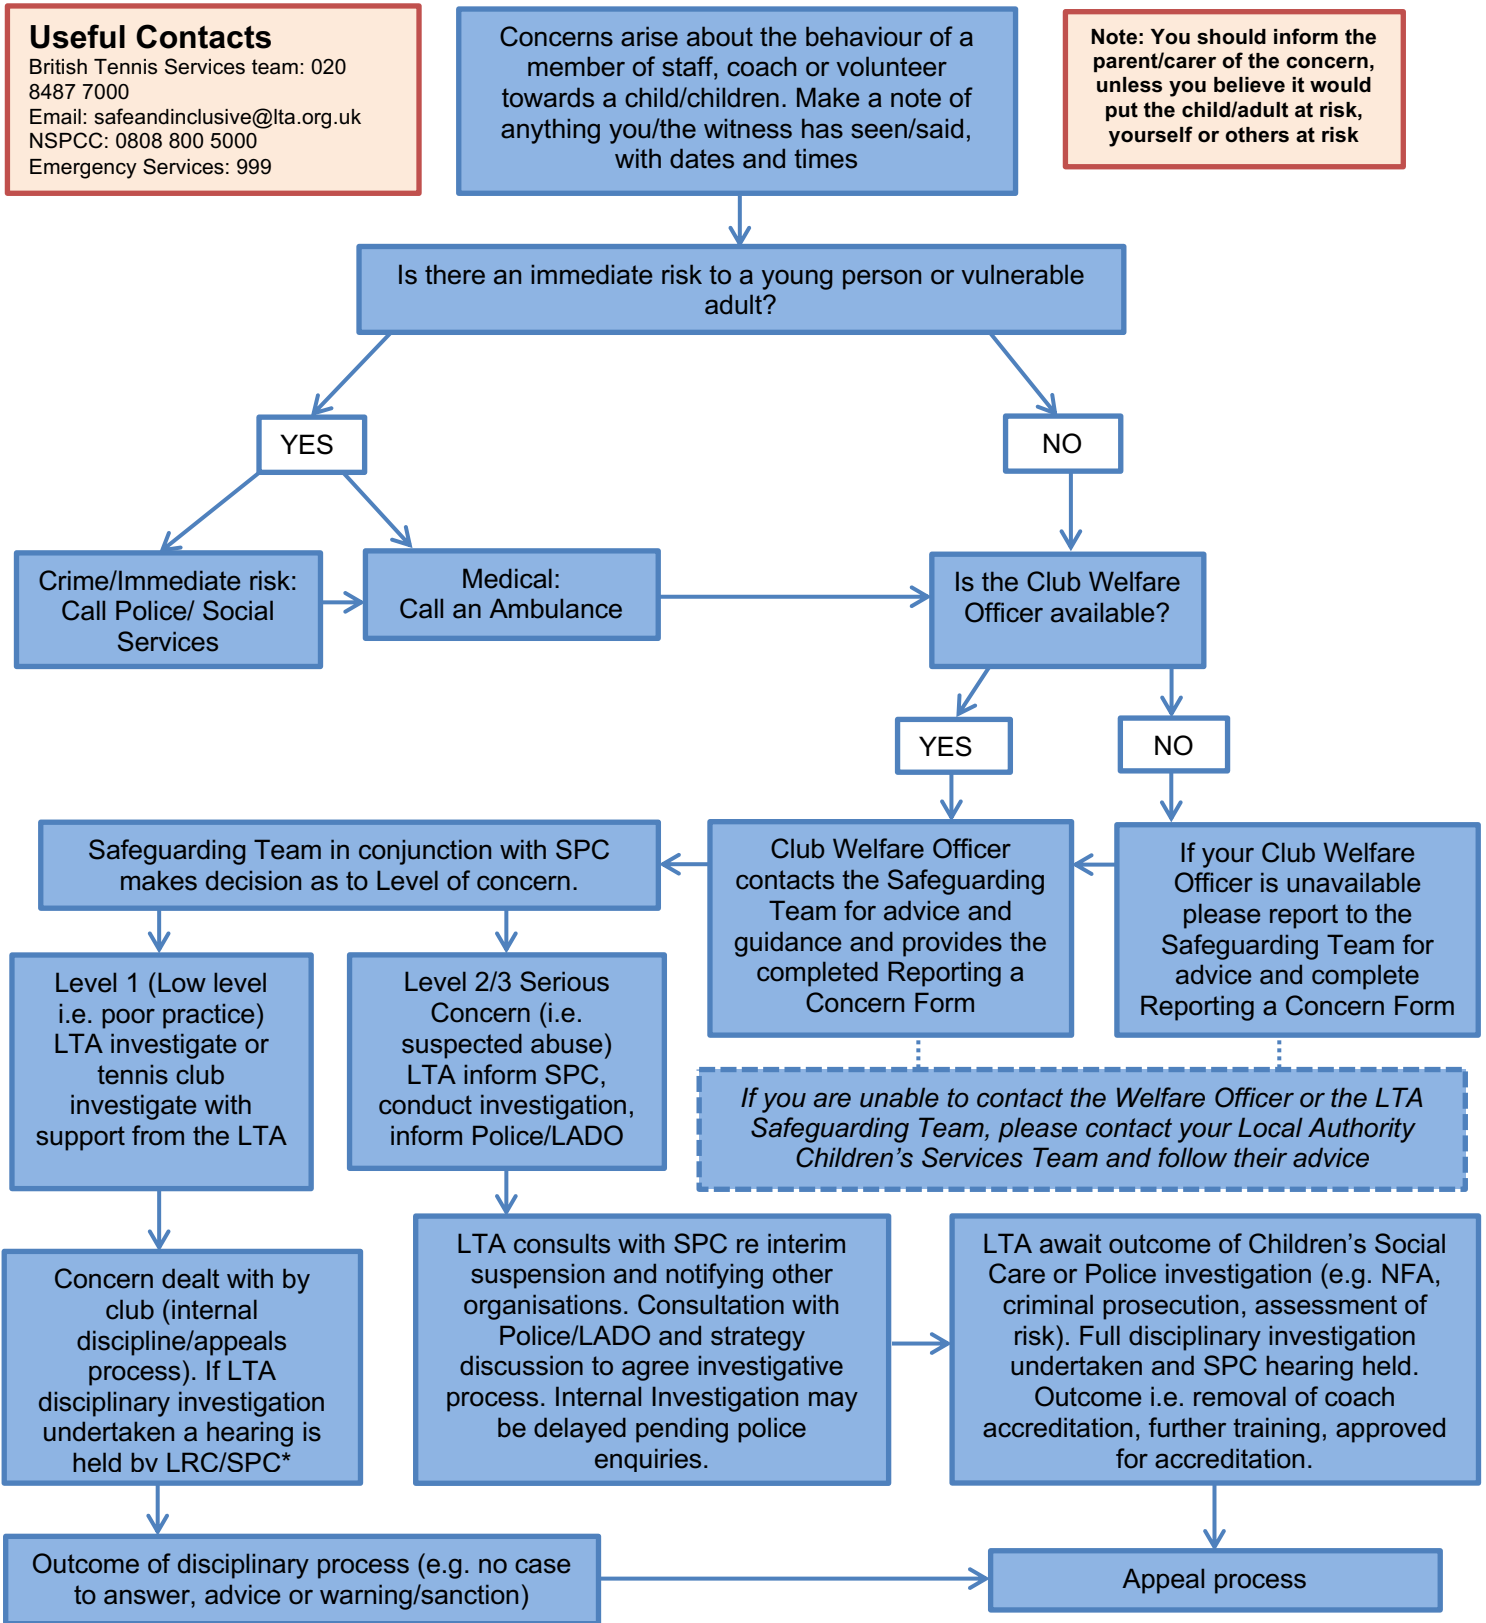 Useful Contacts
British Tennis Services team: 020
8487 7000
Email: safeandinclusive@lta.org.uk
NSPCC: 0808 800 5000
Emergency Services: 999
Concerns arise about the behaviour of a
member of staff, coach or volunteer
towards a child/children. Make a note of
anything you/the witness has seen/said,
with dates and times
Note: You should inform the
parent/carer of the concern,
unless you believe it would
put the child/adult at risk,
yourself or others at risk
Is there an immediate risk to a young person or vulnerable
adult?
YES
NO
Crime/Immediate risk:
Call Police/ Social
Services
Medical:
Call an Ambulance
Is the Club Welfare
Officer available?
YES
NO
Safeguarding Team in conjunction with SPC
makes decision as to Level of concern.
Club Welfare Officer
contacts the Safeguarding
Team for advice and
guidance and provides the
completed Reporting a
Concern Form
If your Club Welfare
Officer is unavailable
please report to the
Safeguarding Team for
advice and complete
Reporting a Concern Form
Level 1 (Low level
i.e. poor practice)
LTA investigate or
tennis club
investigate with
support from the LTA
Level 2/3 Serious
Concern (i.e.
suspected abuse)
LTA inform SPC,
conduct investigation,
inform Police/LADO
If you are unable to contact the Welfare Officer or the LTA
Safeguarding Team, please contact your Local Authority
Children’s Services Team and follow their advice
Concern dealt with by
club (internal
discipline/appeals
process). If LTA
disciplinary investigation
undertaken a hearing is
held by LRC/SPC*
LTA consults with SPC re interim
suspension and notifying other
organisations. Consultation with
Police/LADO and strategy
discussion to agree investigative
process. Internal Investigation may
be delayed pending police
enquiries.
LTA await outcome of Children’s Social
Care or Police investigation (e.g. NFA,
criminal prosecution, assessment of
risk). Full disciplinary investigation
undertaken and SPC hearing held.
Outcome i.e. removal of coach
accreditation, further training, approved
for accreditation.
Outcome of disciplinary process (e.g. no case
to answer, advice or warning/sanction)
Appeal process